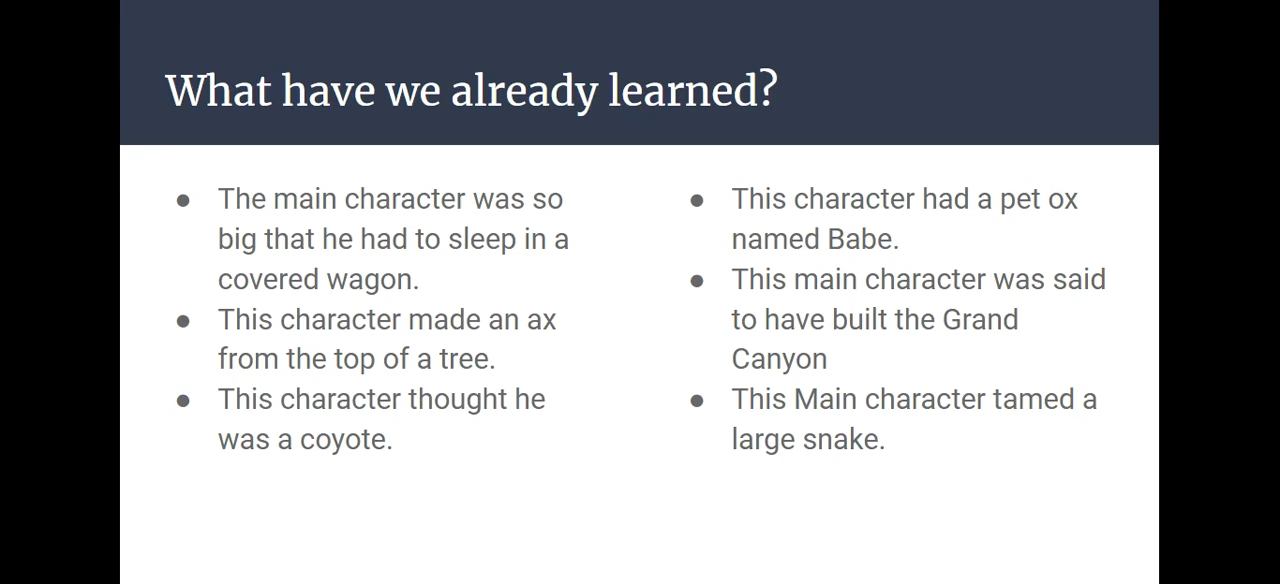 What have we already learned?
● The main character was so
big that he had to sleep in a
covered wagon.
● This character made an ax
from the top of a tree.
● This character thought he
was a coyote.
● This character had a pet ox
named Babe.
● This main character was said
to have built the Grand
Canyon
● This Main character tamed a
large snake.